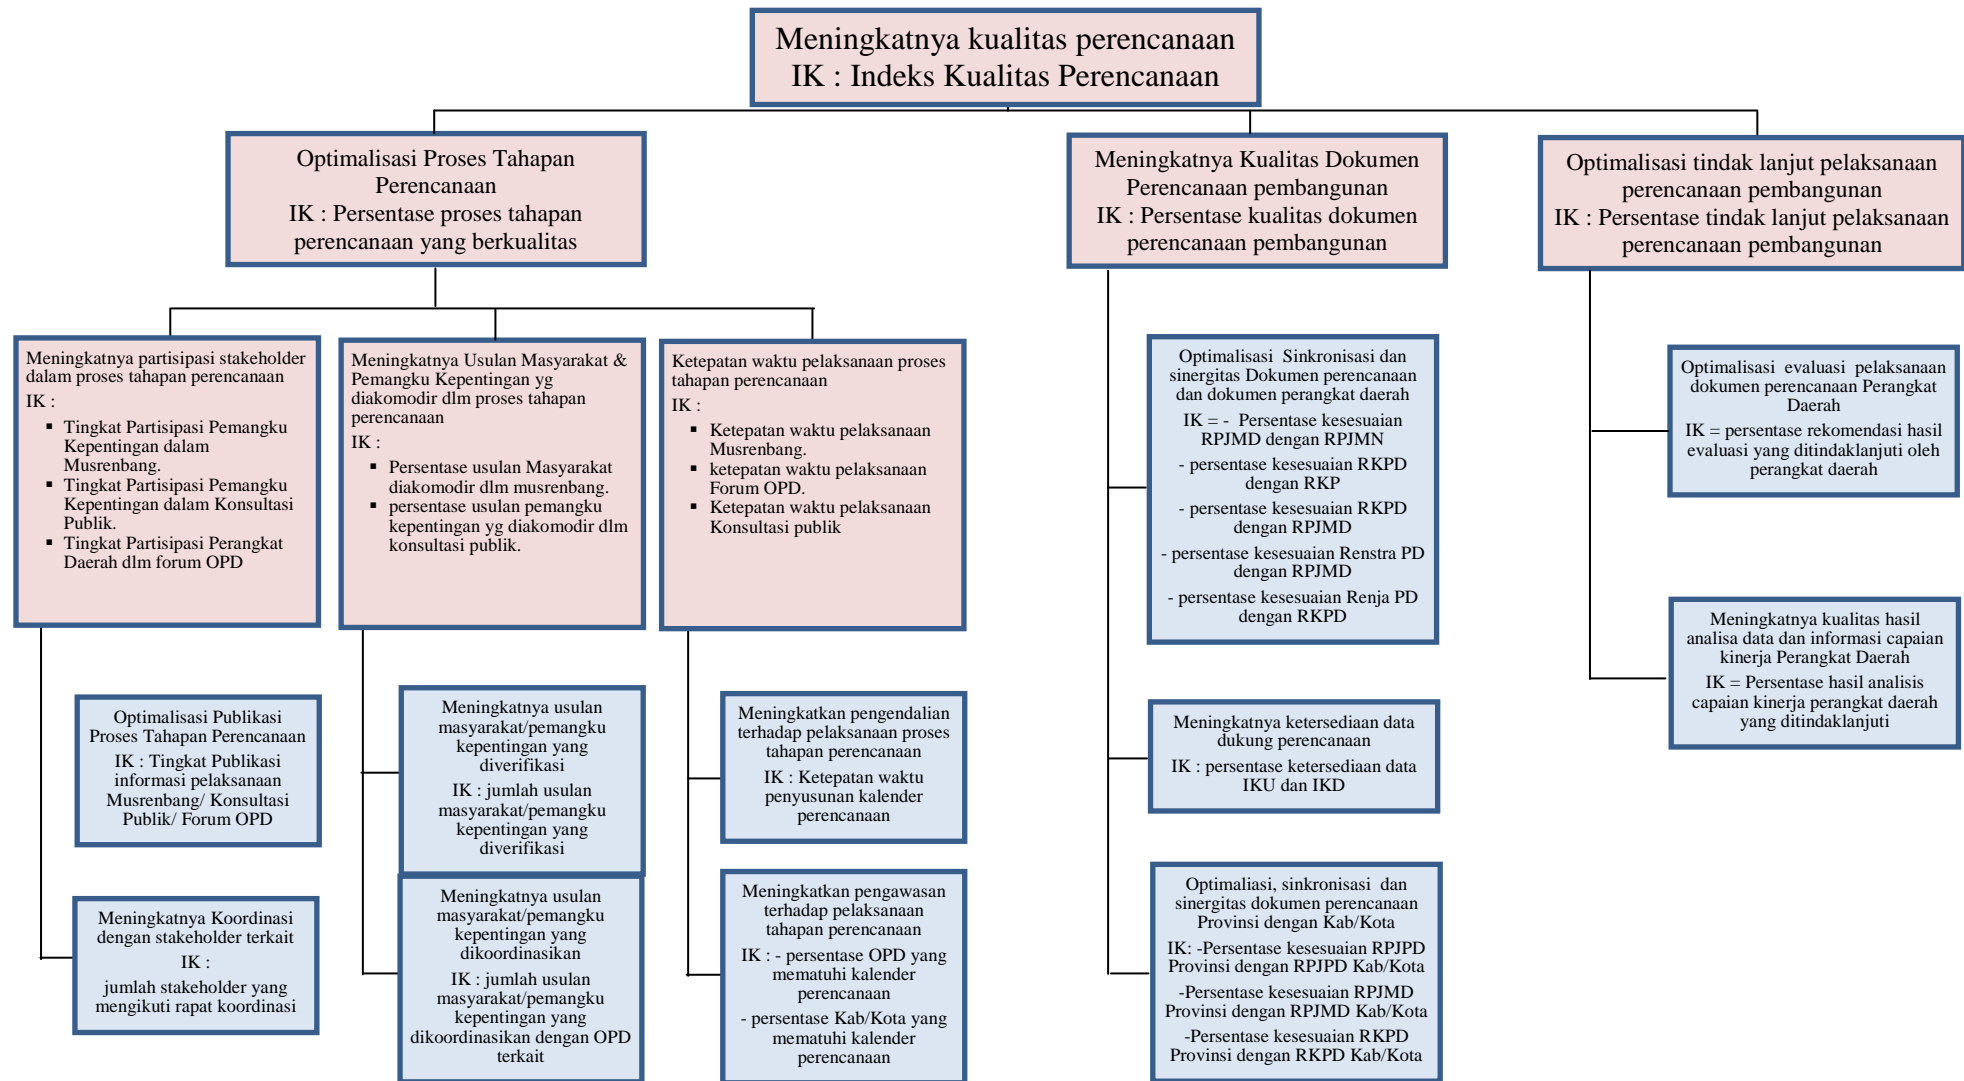 Meningkatnya kualitas perencanaan
IK : Indeks Kualitas Perencanaan
Optimalisasi Proses Tahapan
Perencanaan
IK : Persentase proses tahapan
perencanaan yang berkualitas
Meningkatnya Kualitas Dokumen
Perencanaan pembangunan
IK : Persentase kualitas dokumen
perencanaan pembangunan
Optimalisasi tindak lanjut pelaksanaan
perencanaan pembangunan
IK : Persentase tindak lanjut pelaksanaan
perencanaan pembangunan
Meningkatnya partisipasi stakeholder
dalam proses tahapan perencanaan
IK :
▪ Tingkat Partisipasi Pemangku
Kepentingan dalam
Musrenbang.
▪ Tingkat Partisipasi Pemangku
Kepentingan dalam Konsultasi
Publik.
▪ Tingkat Partisipasi Perangkat
Daerah dlm forum OPD
Meningkatnya Usulan Masyarakat &
Pemangku Kepentingan yg
diakomodir dlm proses tahapan
perencanaan
IK :
▪ Persentase usulan Masyarakat
diakomodir dlm musrenbang.
▪ persentase usulan pemangku
kepentingan yg diakomodir dlm
konsultasi publik.
Ketepatan waktu pelaksanaan proses
tahapan perencanaan
IK :
▪ Ketepatan waktu pelaksanaan
Musrenbang.
▪ ketepatan waktu pelaksanaan
Forum OPD.
▪ Ketepatan waktu pelaksanaan
Konsultasi publik
Optimalisasi Sinkronisasi dan
sinergitas Dokumen perencanaan
dan dokumen perangkat daerah
IK = - Persentase kesesuaian
RPJMD dengan RPJMN
- persentase kesesuaian RKPD
dengan RKP
- persentase kesesuaian RKPD
dengan RPJMD
- persentase kesesuaian Renstra PD
dengan RPJMD
- persentase kesesuaian Renja PD
dengan RKPD
Optimalisasi evaluasi pelaksanaan
dokumen perencanaan Perangkat
Daerah
IK = persentase rekomendasi hasil
evaluasi yang ditindaklanjuti oleh
perangkat daerah
Meningkatnya kualitas hasil
analisa data dan informasi capaian
kinerja Perangkat Daerah
IK = Persentase hasil analisis
capaian kinerja perangkat daerah
yang ditindaklanjuti
Optimalisasi Publikasi
Proses Tahapan Perencanaan
IK : Tingkat Publikasi
informasi pelaksanaan
Musrenbang/ Konsultasi
Publik/ Forum OPD
Meningkatnya usulan
masyarakat/pemangku
kepentingan yang
diverifikasi
IK : jumlah usulan
masyarakat/pemangku
kepentingan yang
diverifikasi
Meningkatkan pengendalian
terhadap pelaksanaan proses
tahapan perencanaan
IK : Ketepatan waktu
penyusunan kalender
perencanaan
Meningkatnya ketersediaan data
dukung perencanaan
IK : persentase ketersediaan data
IKU dan IKD
Meningkatnya Koordinasi
dengan stakeholder terkait
IK :
jumlah stakeholder yang
mengikuti rapat koordinasi
Meningkatnya usulan
masyarakat/pemangku
kepentingan yang
dikoordinasikan
IK : jumlah usulan
masyarakat/pemangku
kepentingan yang
dikoordinasikan dengan OPD
terkait
Meningkatkan pengawasan
terhadap pelaksanaan
tahapan perencanaan
IK : - persentase OPD yang
mematuhi kalender
perencanaan
- persentase Kab/Kota yang
mematuhi kalender
perencanaan
Optimaliasi, sinkronisasi dan
sinergitas dokumen perencanaan
Provinsi dengan Kab/Kota
IK: -Persentase kesesuaian RPJPD
Provinsi dengan RPJPD Kab/Kota
-Persentase kesesuaian RPJMD
Provinsi dengan RPJMD Kab/Kota
-Persentase kesesuaian RKPD
Provinsi dengan RKPD Kab/Kota